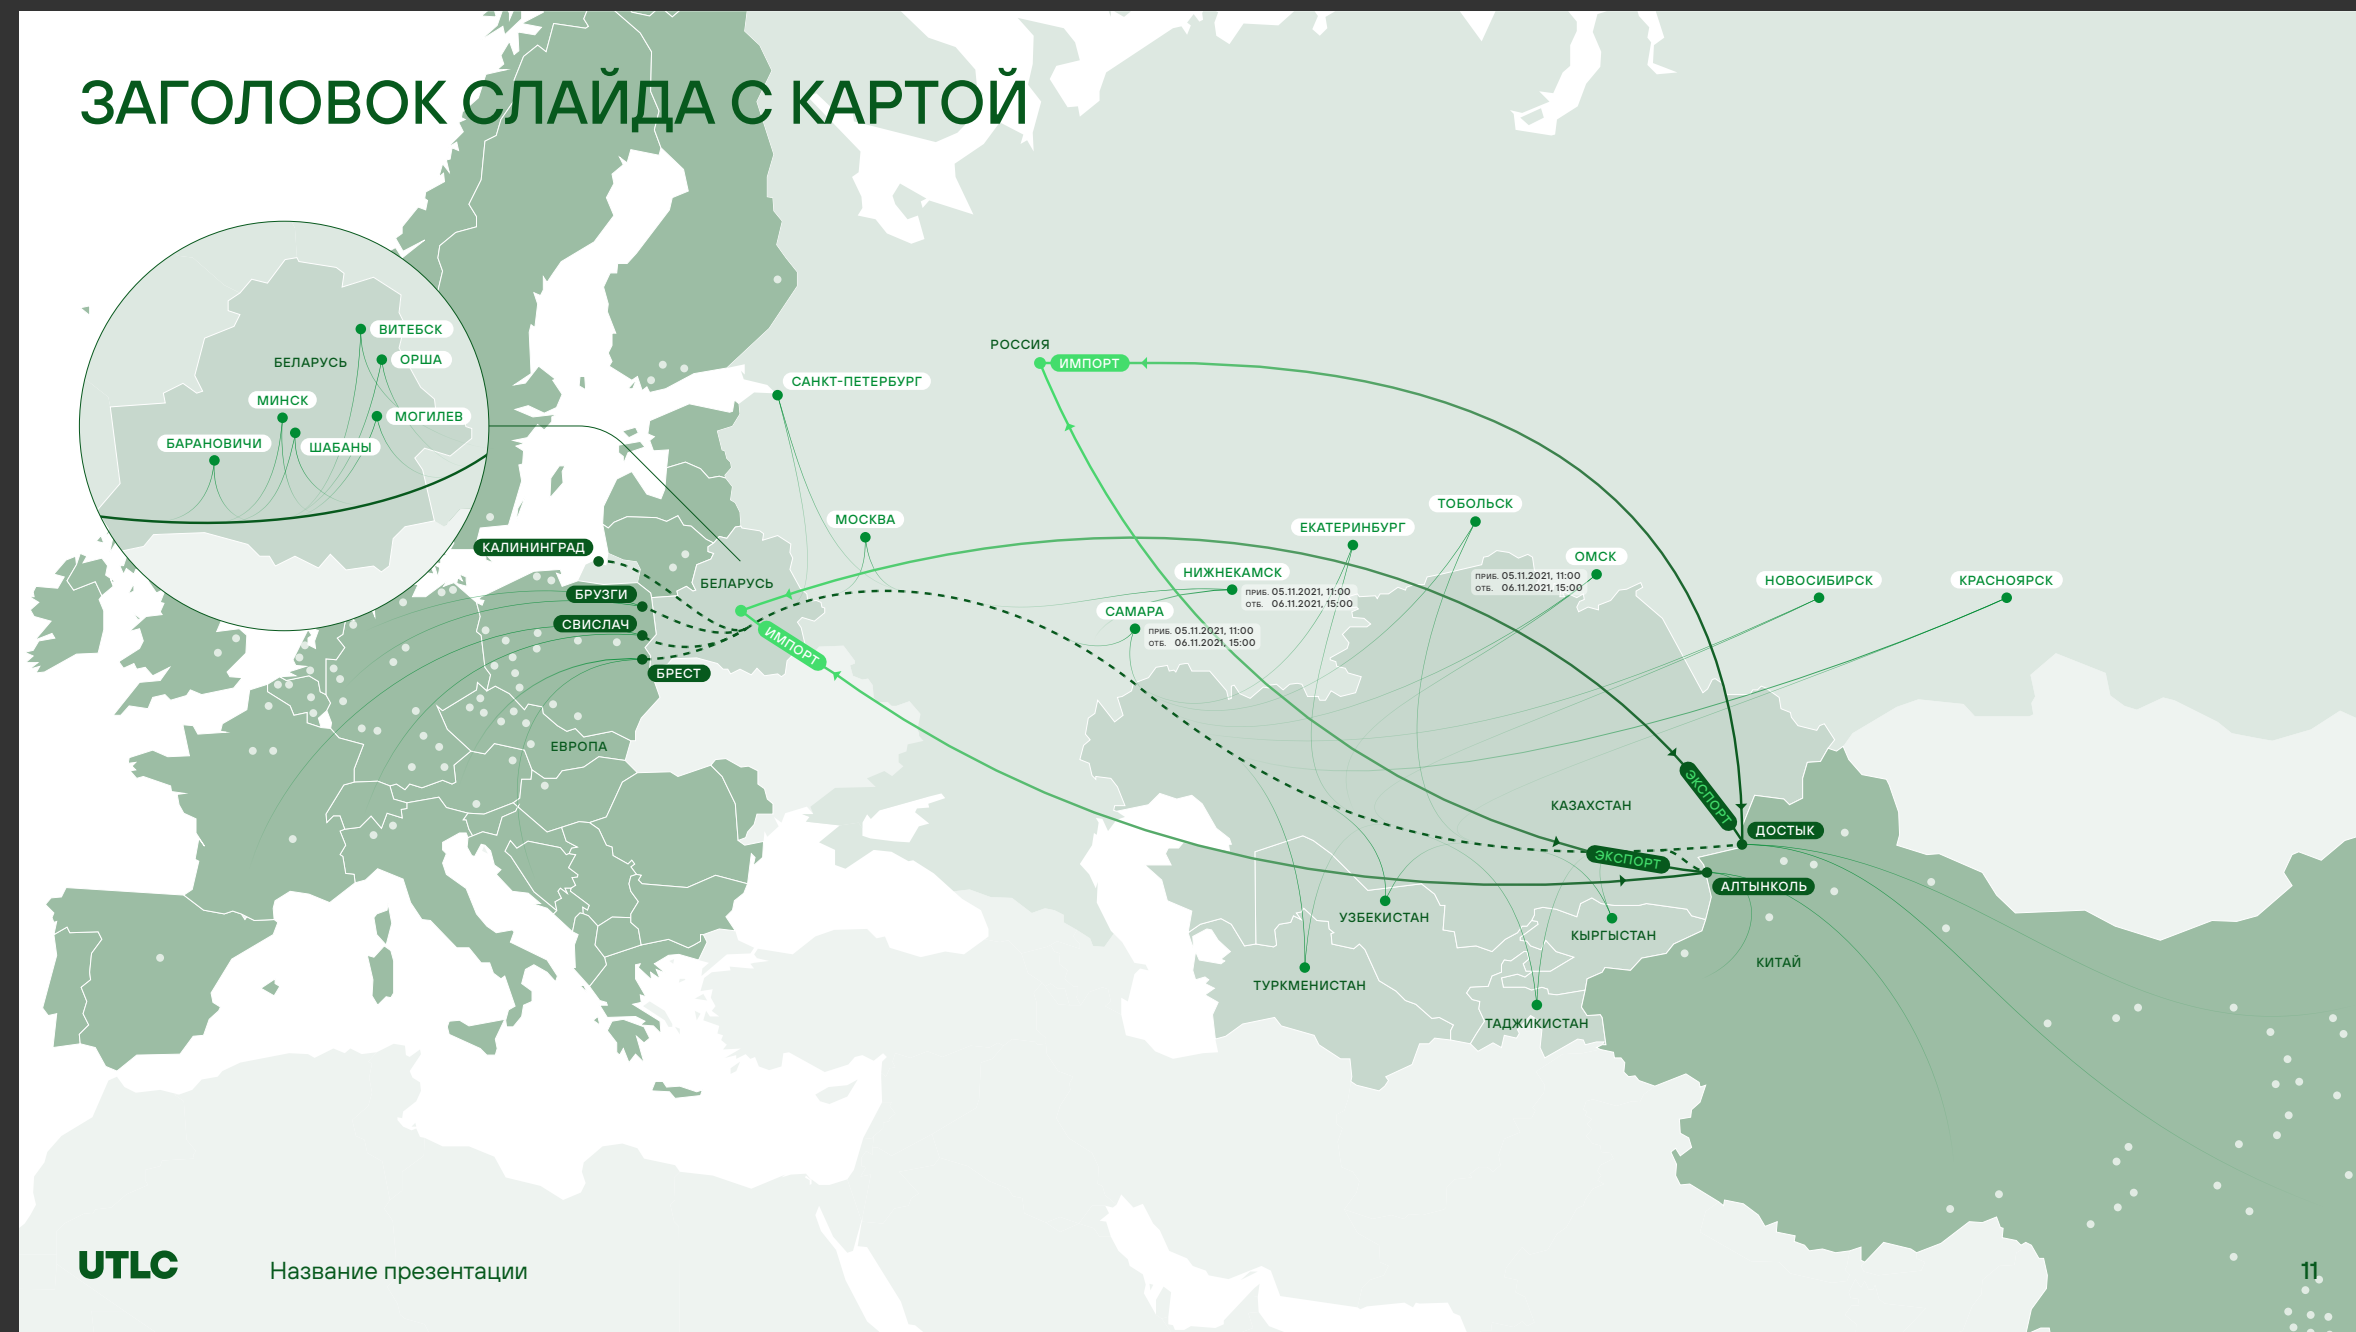 ЗАГОЛОВОК СЛАЙДА С КАРТОЙ
ВИТЕБСК
БЕЛАРУСЬ
ОРША
МИНСК
МОГИЛЕВ
БАРАНОВИЧИ
ШАБАНЫ
РОССИЯ
ИМПОРТ
САНКТ-ПЕТЕРБУРГ
МОСКВА
ТОБОЛЬСК
ЕКАТЕРИНБУРГ
ОМСК
ПРИБ. 05.11.2021, 11:00
ОТБ. 06.11.2021, 15:00
КАЛИНИНГРАД
БЕЛАРУСЬ
НИЖНЕКАМСК
ПРИБ. 05.11.2021, 11:00
ОТБ. 06.11.2021, 15:00
НОВОСИБИРСК
КРАСНОЯРСК
БРУЗГИ
САМАРА
ПРИБ. 05.11.2021, 11:00
ОТБ. 06.11.2021, 15:00
СВИСЛАЧ
ИМПОРТ
БРЕСТ
ЕВРОПА
ЭКСПОРТ
КАЗАХСТАН
ДОСТЫК
ЭКСПОРТ
АЛТЫНКОЛЬ
УЗБЕКИСТАН
КЫРГЫСТАН
КИТАЙ
ТУРКМЕНИСТАН
ТАДЖИКИСТАН
UTLC
Название презентации
11